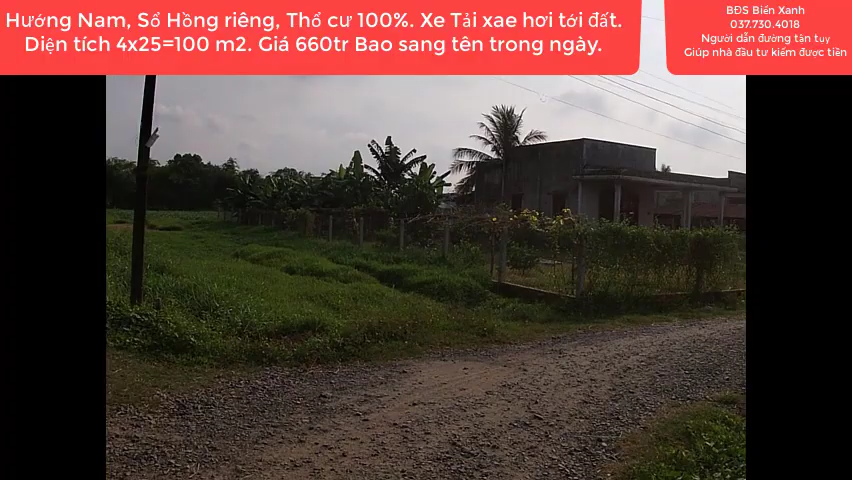 Hướng Nam, Sổ Hồng riêng, Thổ cư 100%. Xe Tải xae hơi tới đất.
Diện tích 4x25=100 m2. Giá 660tr Bao sang tên trong ngày.
BĐS Biển Xanh
037.730.4018
Người dẫn đường tận tụy
Giúp nhà đầu tư kiếm được tiền